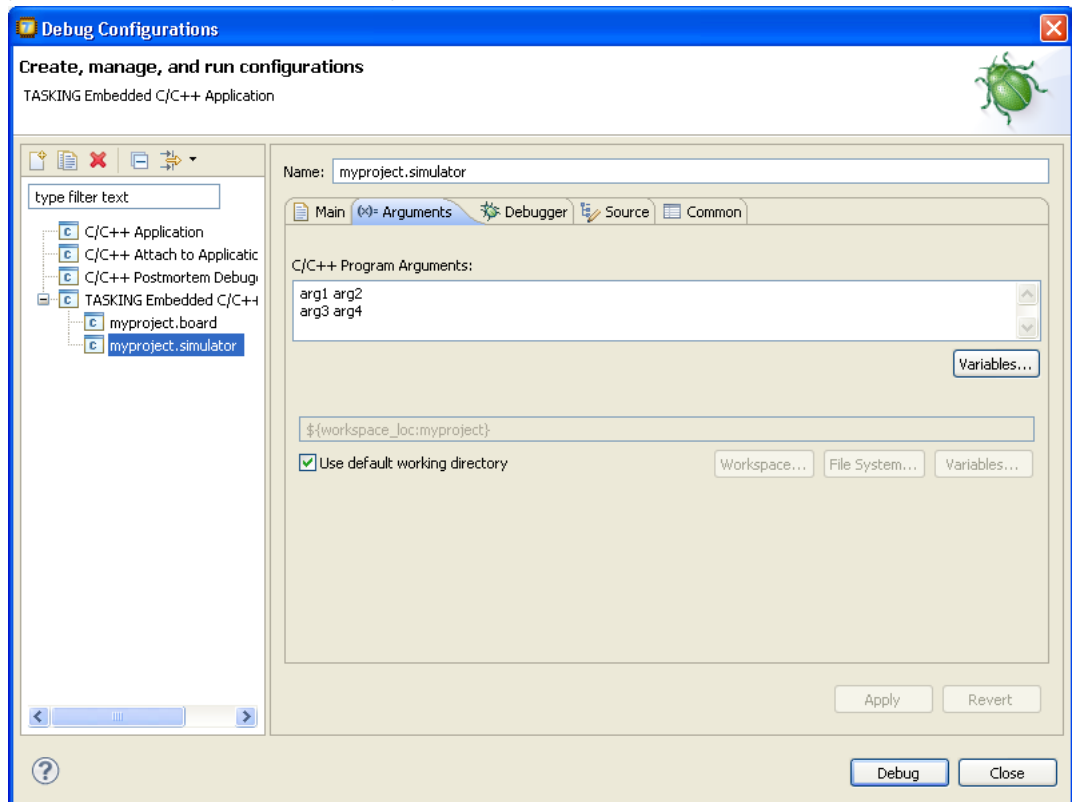 Debug Configurations
Create, manage, and run configurations
TASKING Embedded C/C++ Application
type filter text
C/C++ Application
C/C++ Attach to Applicatic
C/C++ Postmortem Debug
TASKING Embedded C/C++
myproject.board
myproject.simulator
Name: myproject.simulator
Main (x)= Arguments Debugger Source Common
C/C++ Program Arguments:
arg1 arg2
arg3 arg4
Variables...
${workspace_loc:myproject}
Use default working directory
Workspace... File System... Variables...
Apply Revert
? Debug Close